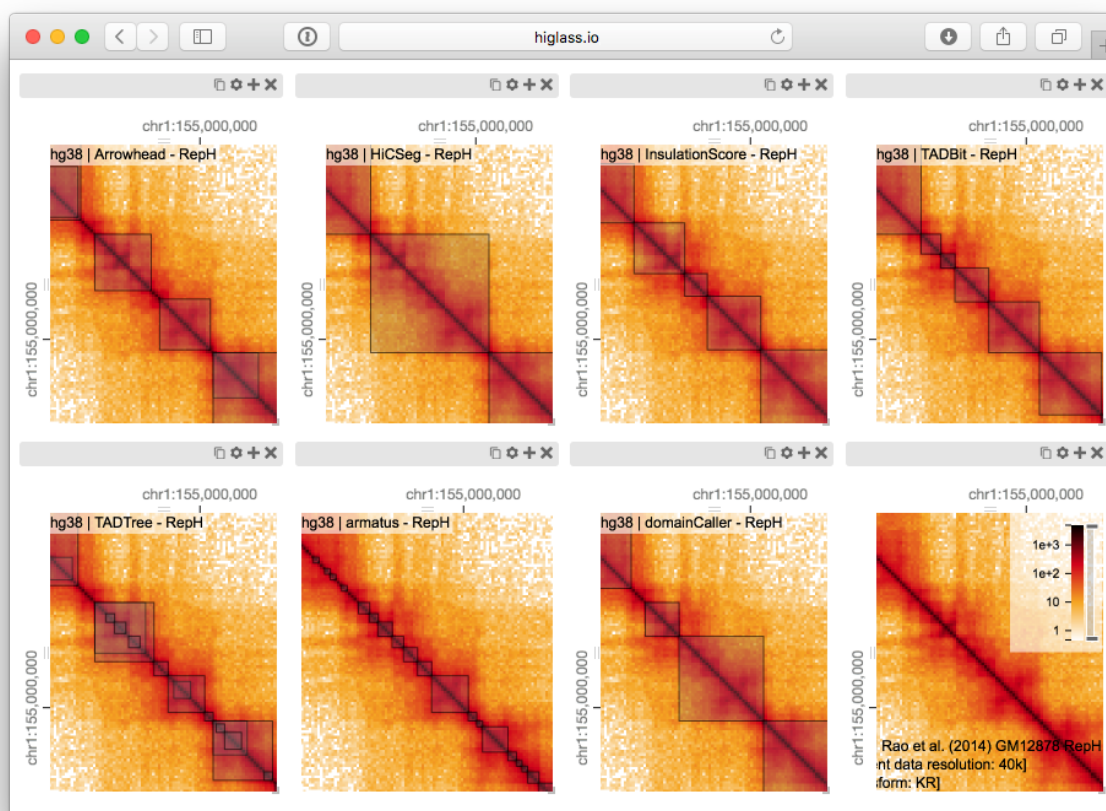 higlass.io
chr1:155,000,000
chr1:155,000,000
chr1:155,000,000
chr1:155,000,000
hg38 | Arrowhead - RepH
hg38 | HiCSeg - RepH
hg38 | InsulationScore - RepH
hg38 | TADBit - RepH
chr1:155,000,000
chr1:155,000,000
chr1:155,000,000
chr1:155,000,000
chr1:155,000,000
chr1:155,000,000
chr1:155,000,000
chr1:155,000,000
hg38 | TADTree - RepH
hg38 | armatus - RepH
hg38 | domainCaller - RepH
1e+3
1e+2
10
1
chr1:155,000,000
chr1:155,000,000
chr1:155,000,000
Rao et al. (2014) GM12878 RepH
nt data resolution: 40k]
form: KR]